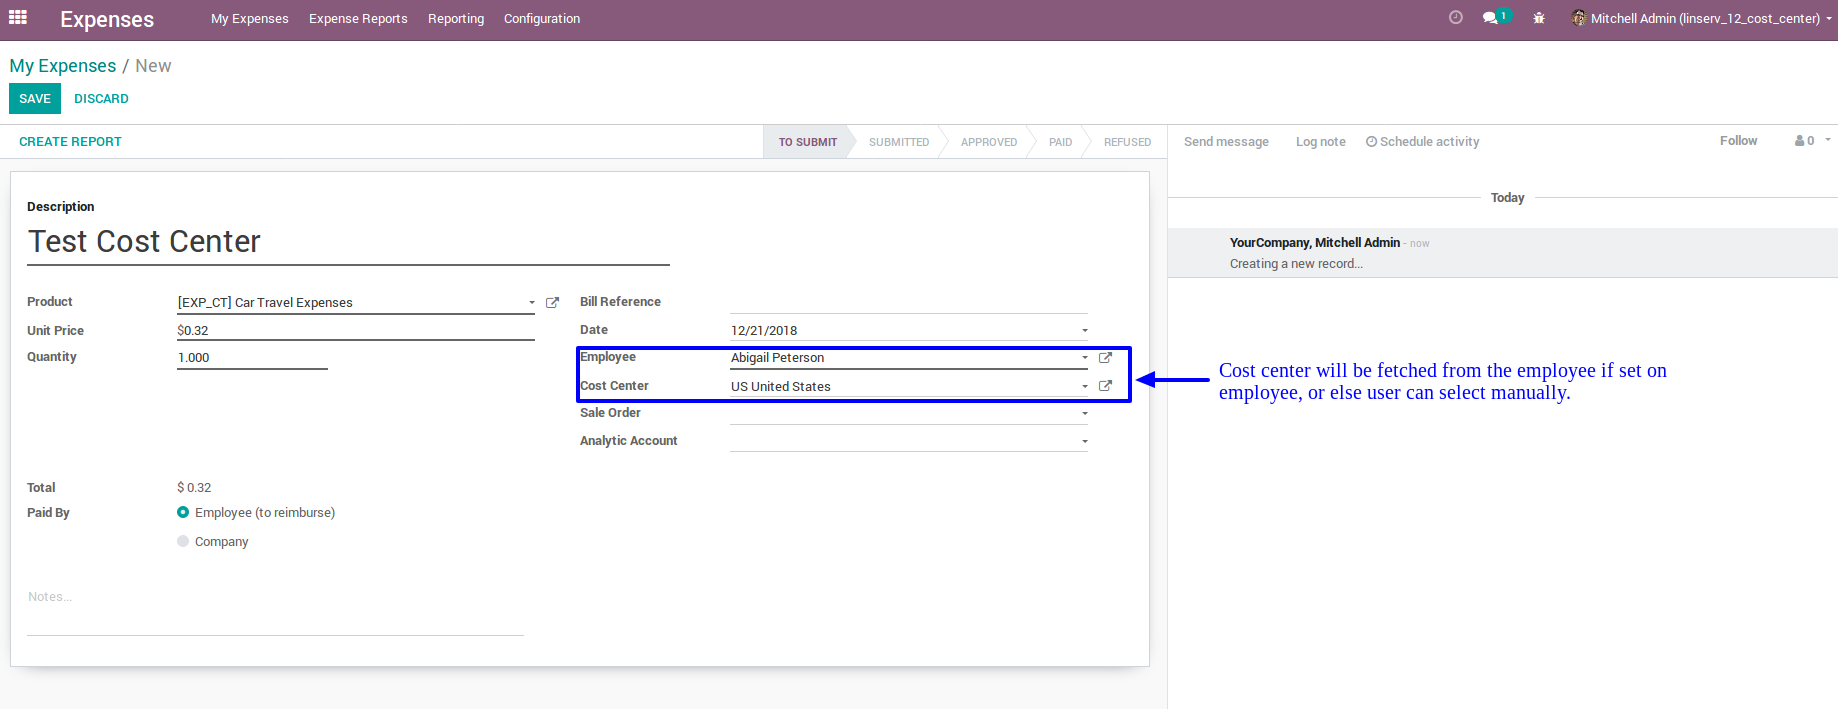 Expenses
My Expenses
Expense Reports
Reporting
Configuration
1
Mitchell Admin (linserv_12_cost_center)
My Expenses / New
SAVE
DISCARD
CREATE REPORT
TO SUBMIT
SUBMITTED
APPROVED
PAID
REFUSED
Send message
Log note
Schedule activity
Follow
0
Description
Test Cost Center
Product
[EXP_CT] Car Travel Expenses
Unit Price
$0.32
Quantity
1.000
Bill Reference
Date
12/21/2018
Employee
Abigail Peterson
Cost Center
US United States
Sale Order
Analytic Account
Total
$ 0.32
Paid By
Employee (to reimburse)
Company
Notes...
Today
YourCompany, Mitchell Admin - now
Creating a new record...
Cost center will be fetched from the employee if set on
employee, or else user can select manually.